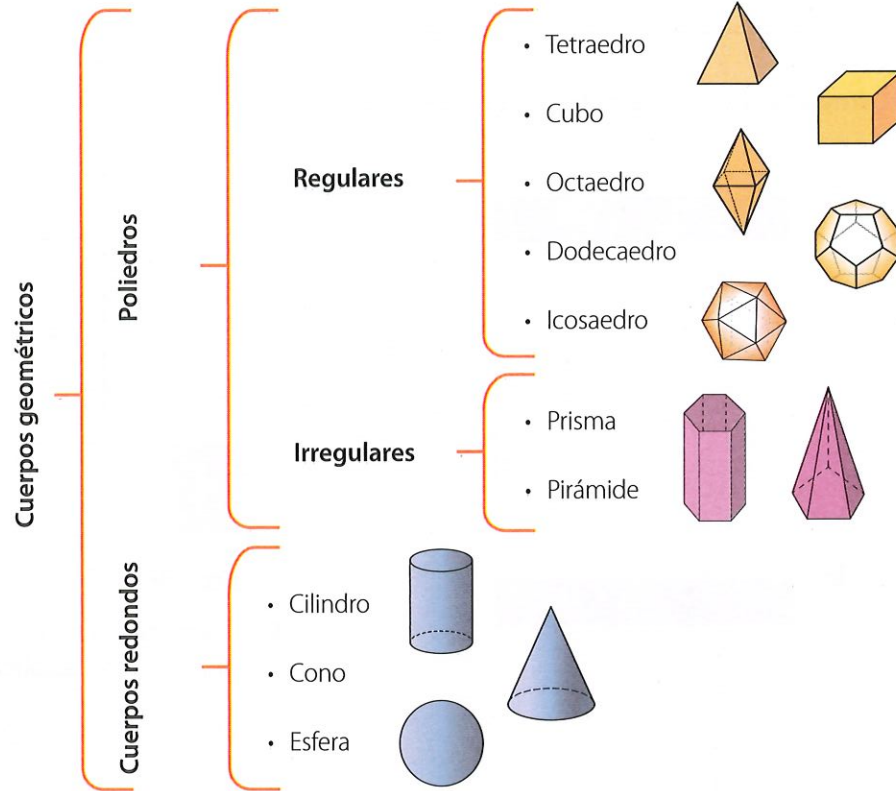 Cuerpos geométricos
Poliedros
Regulares
• Tetraedro
• Cubo
• Octaedro
• Dodecaedro
• Icosaedro
Irregulares
• Prisma
• Pirámide
Cuerpos redondos
• Cilindro
• Cono
• Esfera